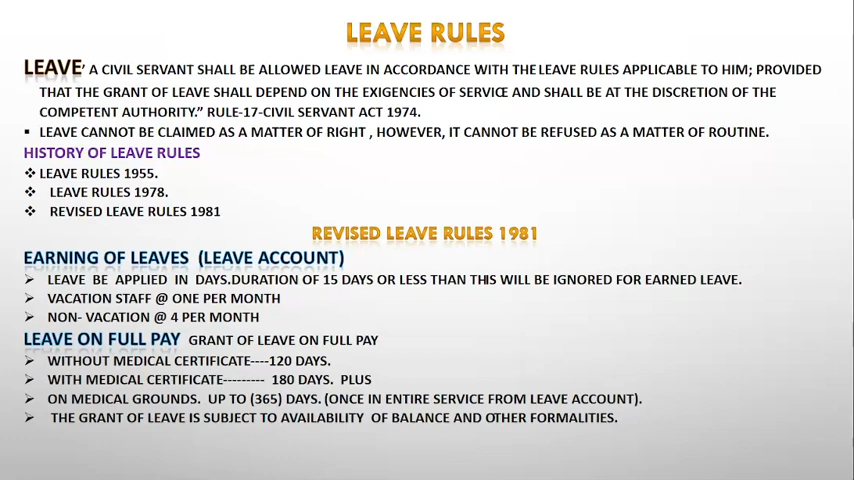 LEAVE RULES
LEAVE' A CIVIL SERVANT SHALL BE ALLOWED LEAVE IN ACCORDANCE WITH THE LEAVE RULES APPLICABLE TO HIM; PROVIDED
THAT THE GRANT OF LEAVE SHALL DEPEND ON THE EXIGENCIES OF SERVICE AND SHALL BE AT THE DISCRETION OF THE
COMPETENT AUTHORITY.” RULE-17-CIVIL SERVANT ACT 1974.
▪ LEAVE CANNOT BE CLAIMED AS A MATTER OF RIGHT , HOWEVER, IT CANNOT BE REFUSED AS A MATTER OF ROUTINE.
HISTORY OF LEAVE RULES
❖ LEAVE RULES 1955.
❖ LEAVE RULES 1978.
❖ REVISED LEAVE RULES 1981
REVISED LEAVE RULES 1981
EARNING OF LEAVES (LEAVE ACCOUNT)
➢ LEAVE BE APPLIED IN DAYS.DURATION OF 15 DAYS OR LESS THAN THIS WILL BE IGNORED FOR EARNED LEAVE.
➢ VACATION STAFF @ ONE PER MONTH
➢ NON- VACATION @ 4 PER MONTH
LEAVE ON FULL PAY GRANT OF LEAVE ON FULL PAY
➢ WITHOUT MEDICAL CERTIFICATE----120 DAYS.
➢ WITH MEDICAL CERTIFICATE--------- 180 DAYS. PLUS
➢ ON MEDICAL GROUNDS. UP TO (365) DAYS. (ONCE IN ENTIRE SERVICE FROM LEAVE ACCOUNT).
➢ THE GRANT OF LEAVE IS SUBJECT TO AVAILABILITY OF BALANCE AND OTHER FORMALITIES.